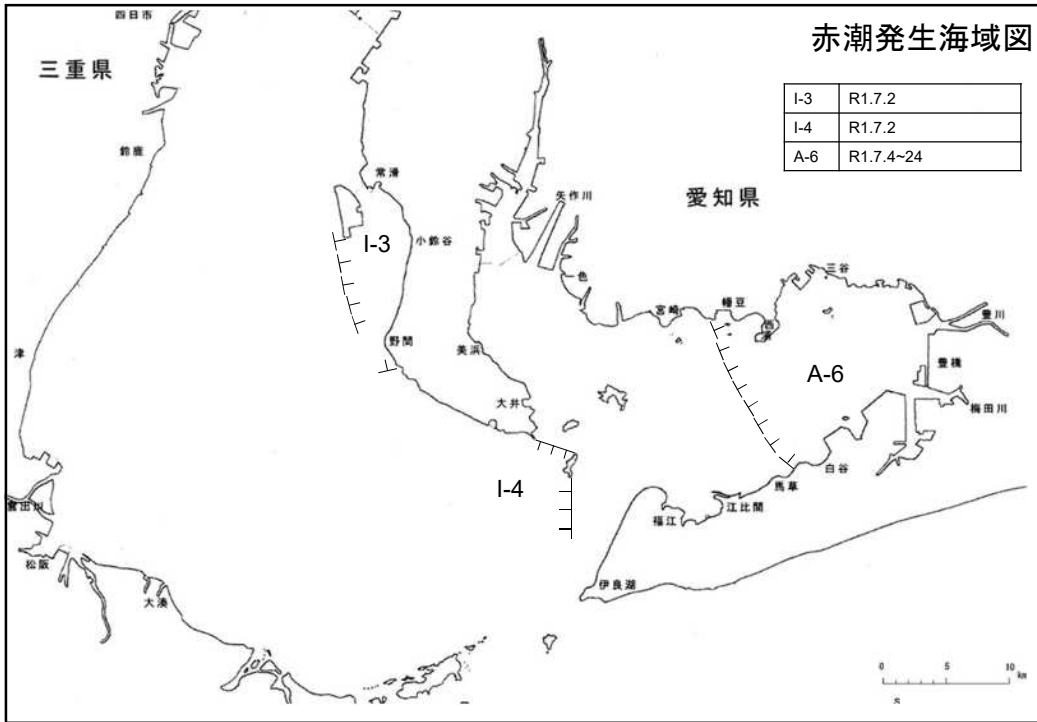 赤潮発生海域図
I-3 R1.7.2
I-4 R1.7.2
A-6 R1.7.4~24
四日市
三重県
鈴鹿
常滑
矢作川
愛知県
I-3
小鈴谷
色
三谷
宮崎
幡豆
西浦
豊川
津
野間
美浜
豊橋
A-6
大井
梅田川
白谷
I-4
馬草
江比間
福江
松阪
伊良湖
大湊
0 5 10
km
S